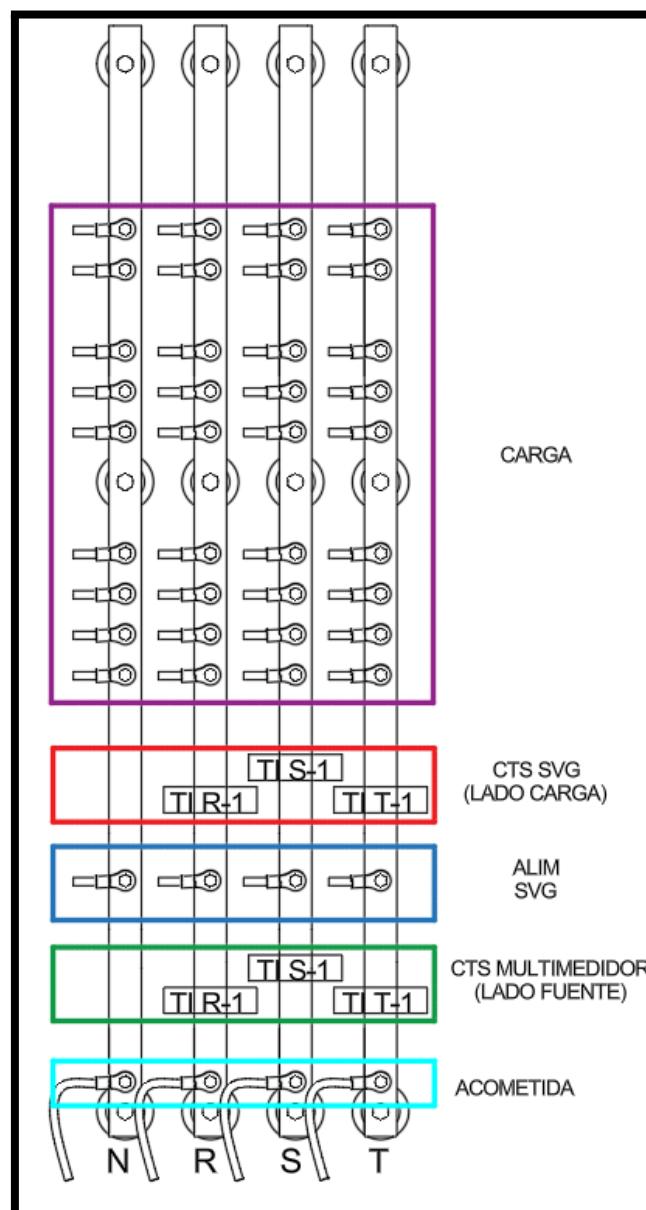 CARGA
TI S-1
TI R-1
TI T-1
CTS SVG
(LADO CARGA)
ALIM
SVG
TI S-1
TI R-1
TI T-1
CTS MULTIMEDIDOR
(LADO FUENTE)
ACOMETIDA
N R S T